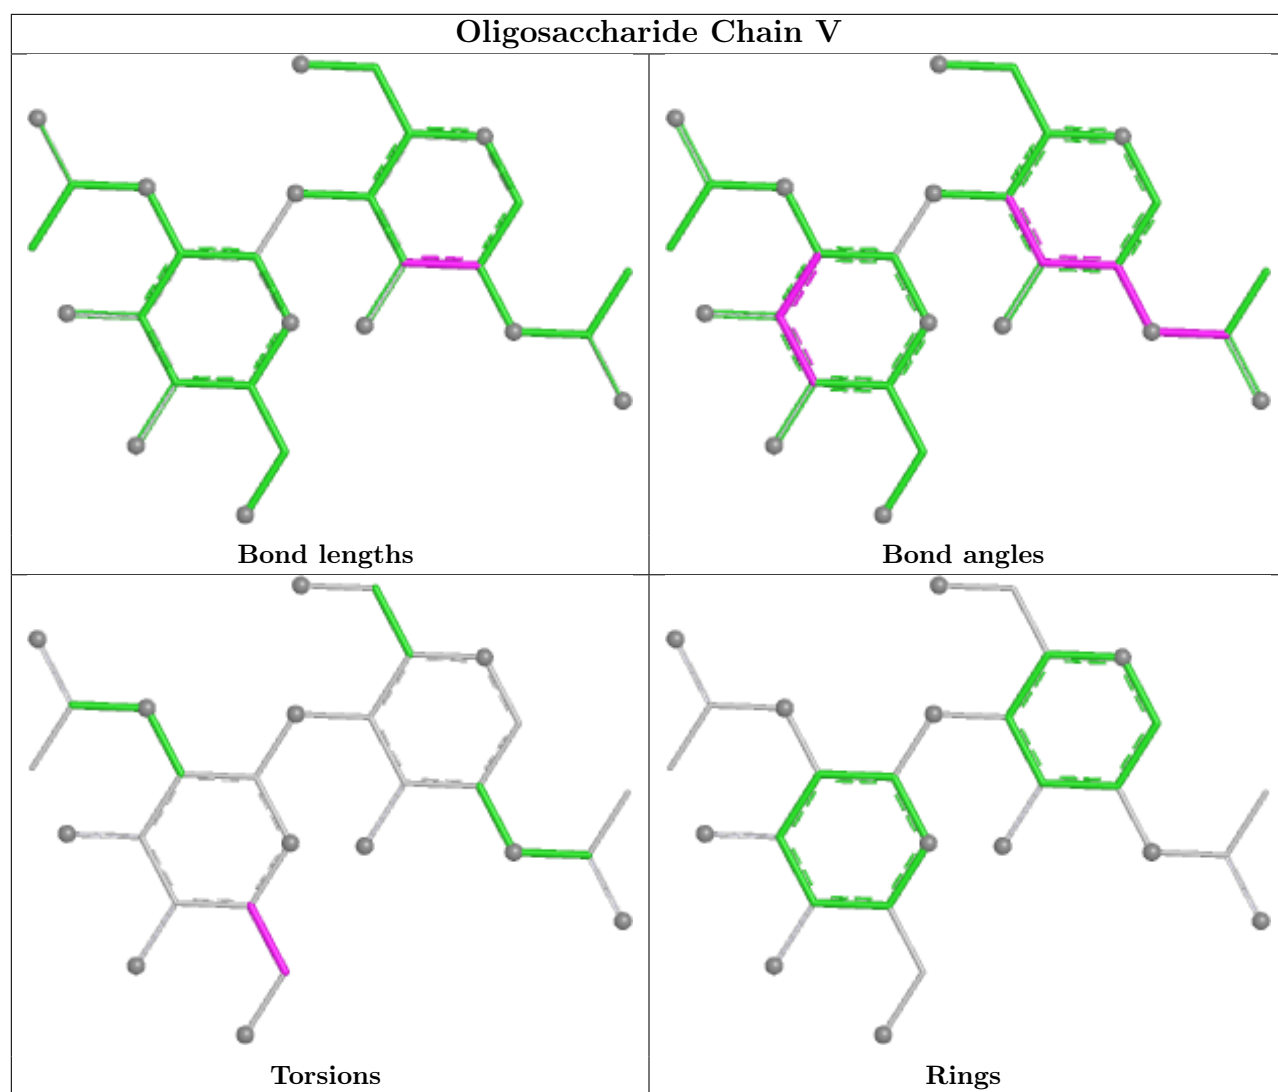 Oligosaccharide Chain V
Bond lengths
Bond angles
Torsions
Rings